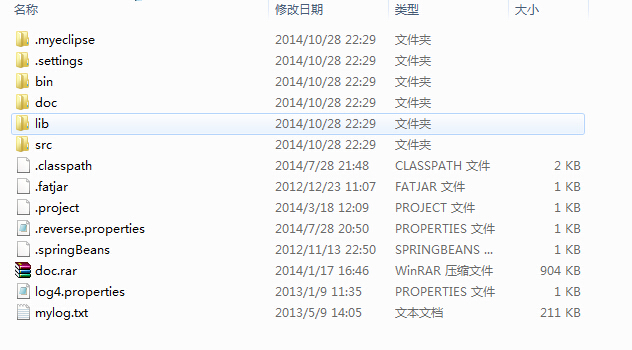 名称 修改日期 类型 大小
.myeclipse 2014/10/28 22:29 文件夹
.settings 2014/10/28 22:29 文件夹
bin 2014/10/28 22:29 文件夹
doc 2014/10/28 22:29 文件夹
lib 2014/10/28 22:29 文件夹
src 2014/10/28 22:29 文件夹
.classpath 2014/7/28 21:48 CLASSPATH 文件 2 KB
.fatjar 2012/12/23 11:07 FATJAR 文件 1 KB
.project 2014/3/18 12:09 PROJECT 文件 1 KB
.reverse.properties 2014/7/28 20:50 PROPERTIES 文件 1 KB
.springBeans 2012/11/13 22:50 SPRINGBEANS ... 1 KB
doc.rar 2014/1/17 16:46 WinRAR 压缩文件 904 KB
log4.properties 2013/1/9 11:35 PROPERTIES 文件 1 KB
mylog.txt 2013/5/9 14:05 文本文档 211 KB